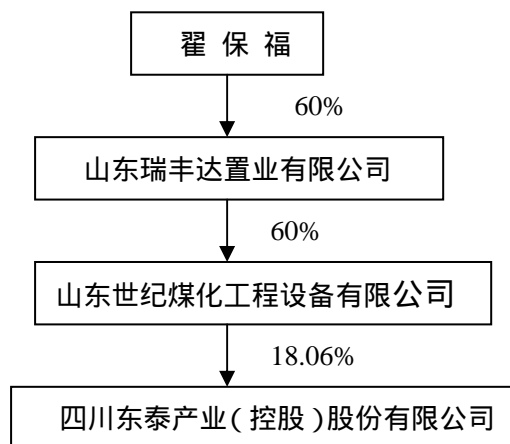 翟 保 福
60%
山东瑞丰达置业有限公司
60%
山东世纪煤化工程设备有限公司
18.06%
四川东泰产业(控股)股份有限公司